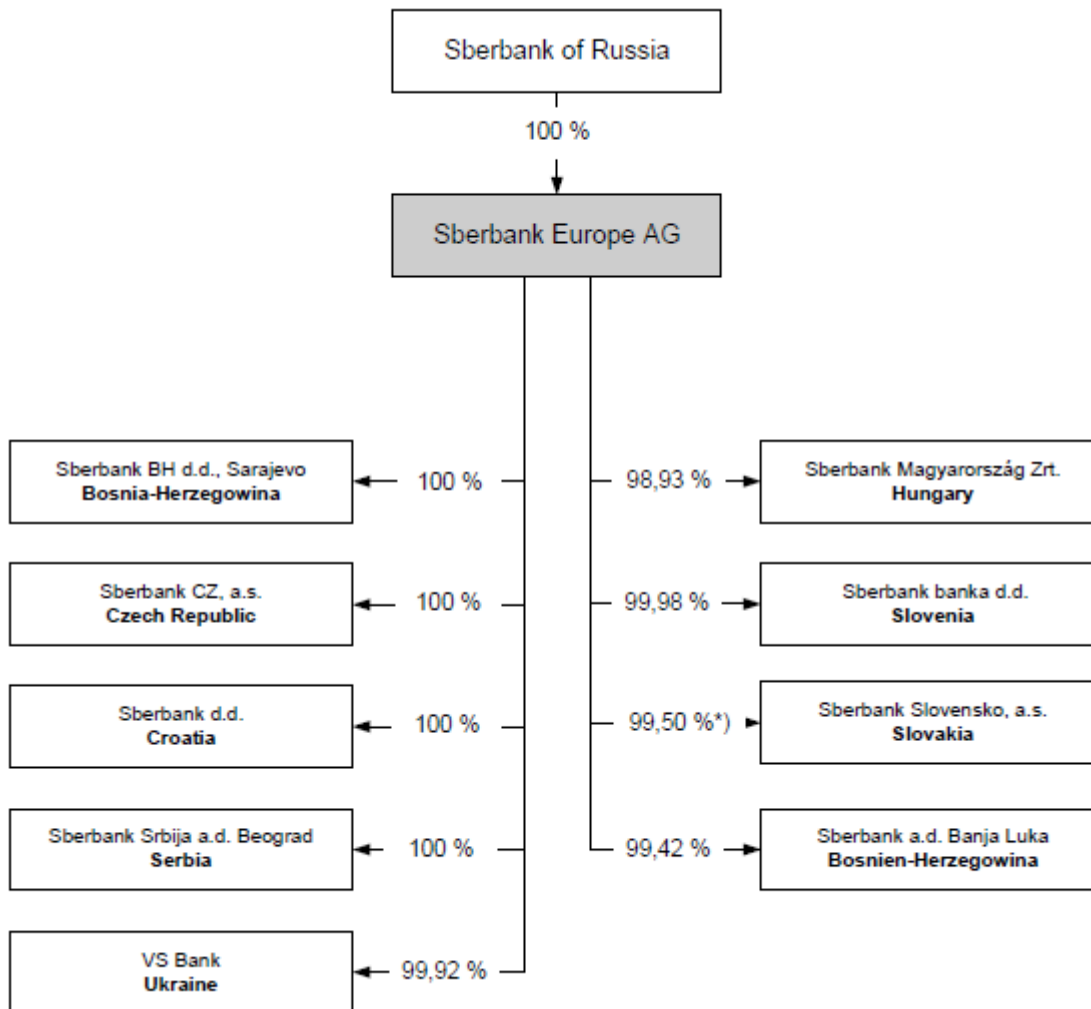 Sberbank of Russia
100 %
Sberbank Europe AG
Sberbank BH d.d., Sarajevo
Bosnia-Herzegowina
100 %
98,93 %
Sberbank Magyarország Zrt.
Hungary
Sberbank CZ, a.s.
Czech Republic
100 %
99,98 %
Sberbank banka d.d.
Slovenia
Sberbank d.d.
Croatia
100 %
99,50 %*)
Sberbank Slovensko, a.s.
Slovakia
Sberbank Srbija a.d. Beograd
Serbia
100 %
99,42 %
Sberbank a.d. Banja Luka
Bosnien-Herzegowina
VS Bank
Ukraine
99,92 %